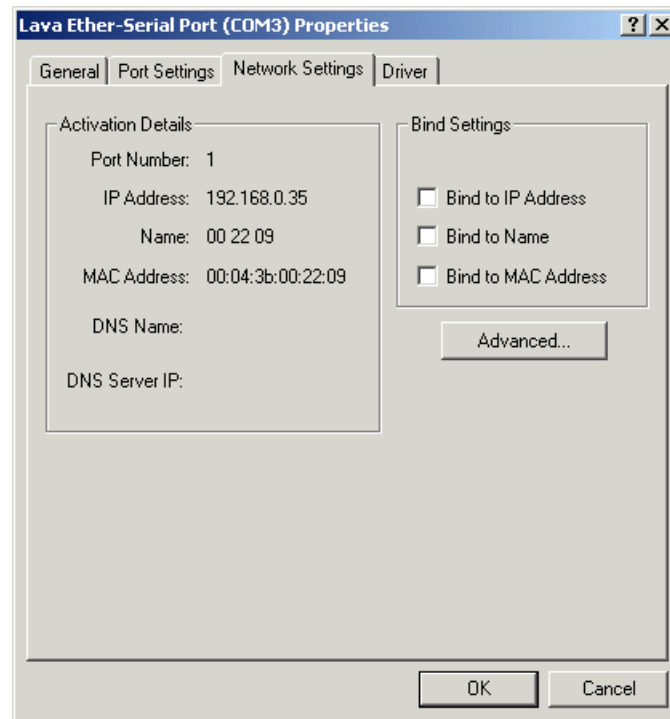 Lava Ether-Serial Port (COM3) Properties
General Port Settings Network Settings Driver
Activation Details
Port Number: 1
IP Address: 192.168.0.35
Name: 00 22 09
MAC Address: 00:04:3b:00:22:09
DNS Name:
DNS Server IP:
Bind Settings
Bind to IP Address
Bind to Name
Bind to MAC Address
Advanced...
OK Cancel